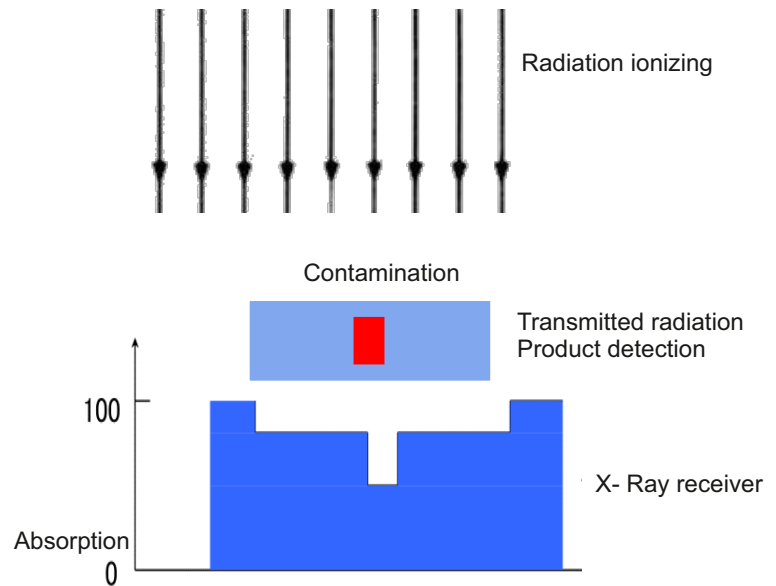 Radiation ionizing
Contamination
Transmitted radiation
Product detection
100
X- Ray receiver
Absorption
0